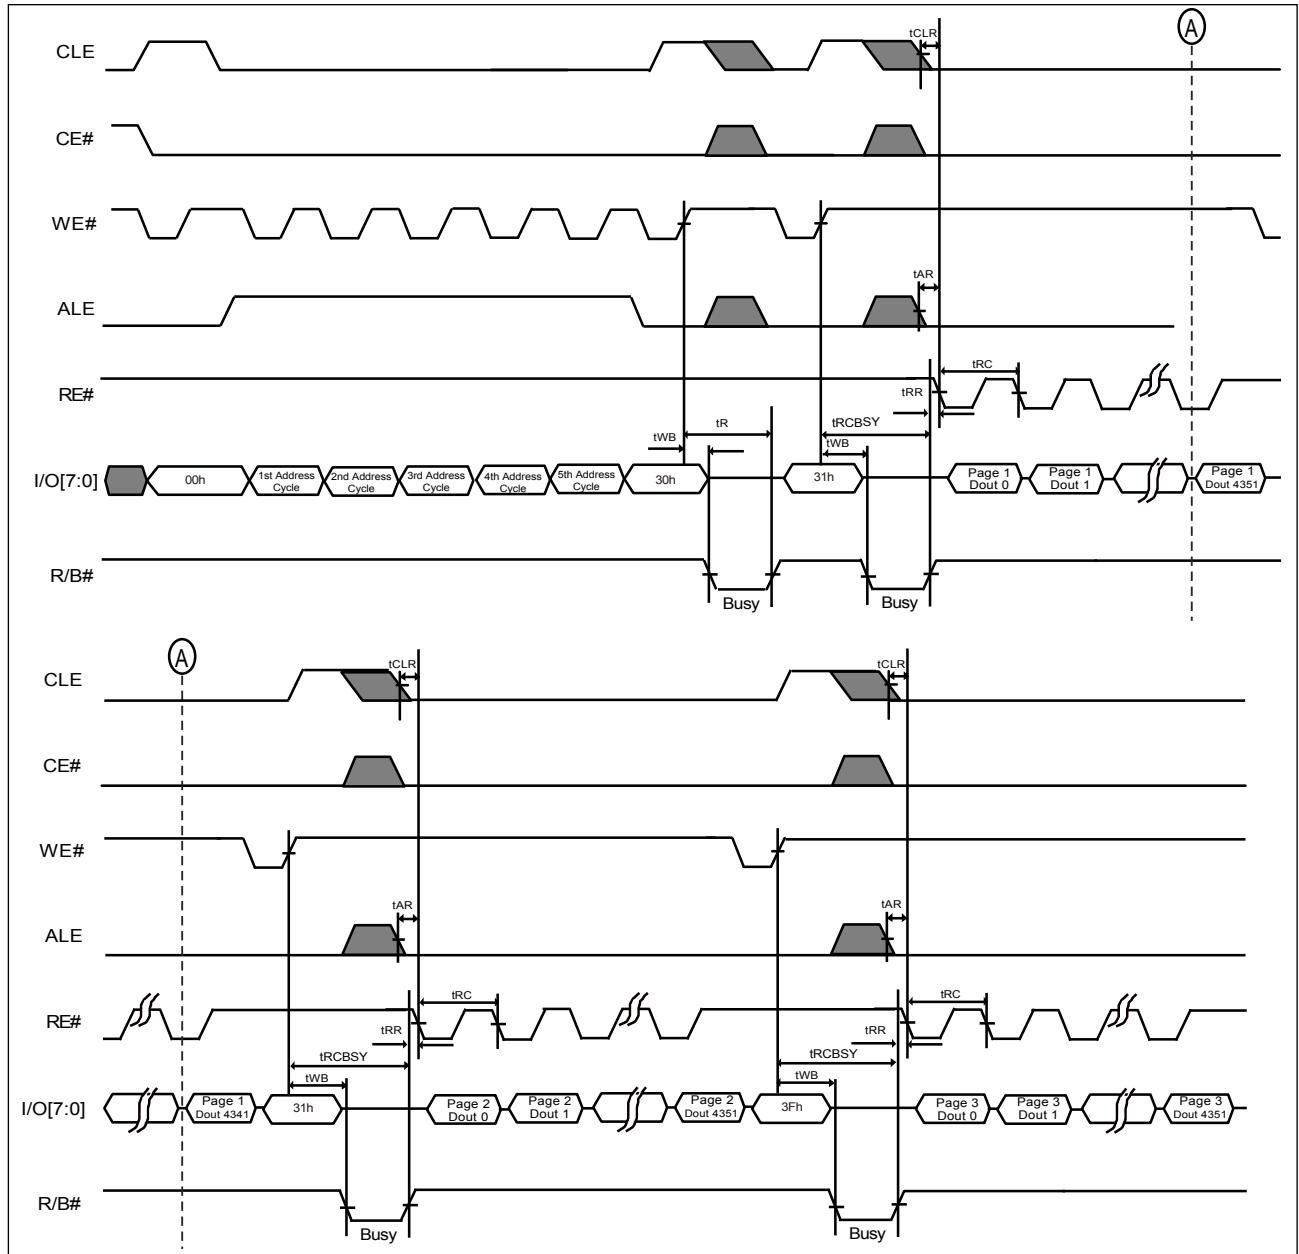 CLE
tCLR
A
CE#
WE#
ALE
tAR
RE#
tRC
tRR
tR
tRCBSY
tWB
tWB
I/O[7:0]
00h
1st Address Cycle
2nd Address Cycle
3rd Address Cycle
4th Address Cycle
5th Address Cycle
30h
31h
Page 1 Dout 0
Page 1 Dout 1
Page 1 Dout 4351
R/B#
Busy
Busy
A
CLE
tCLR
tCLR
CE#
WE#
ALE
tAR
tAR
RE#
tRC
tRC
tRR
tRR
tRCBSY
tRCBSY
tWB
tWB
I/O[7:0]
Page 1 Dout 4341
31h
Page 2 Dout 0
Page 2 Dout 1
Page 2 Dout 4351
3Fh
Page 3 Dout 0
Page 3 Dout 1
Page 3 Dout 4351
R/B#
Busy
Busy